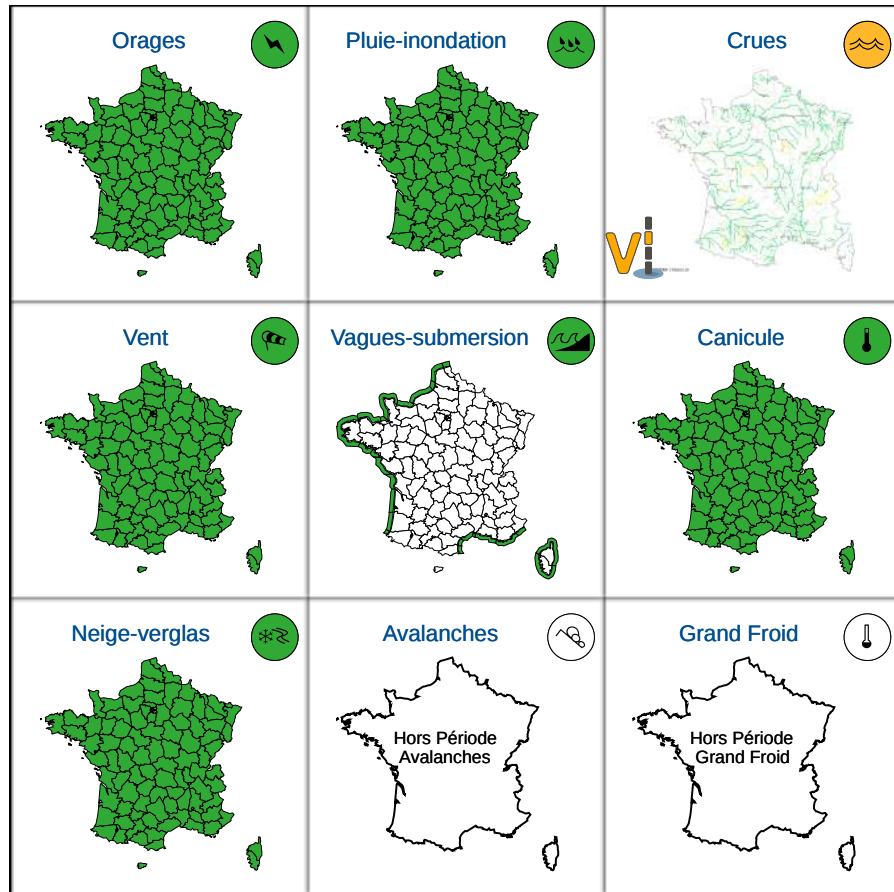 Orages
Pluie-inondation
Crues
Vi
Vent
Vagues-submersion
Canicule
Neige-verglas
Avalanches
Grand Froid
Hors Période
Avalanches
Hors Période
Grand Froid